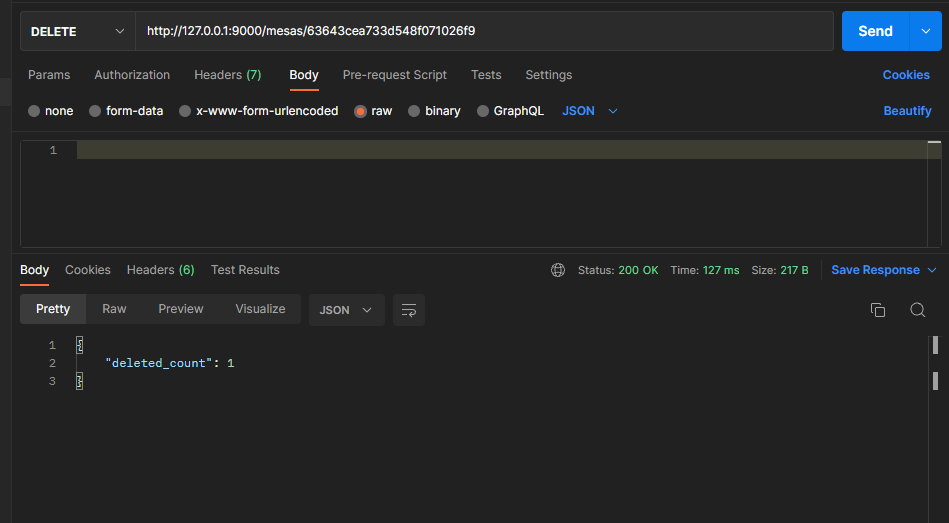 DELETE http://127.0.0.1:9000/mesas/63643cea733d548f071026f9 Send
Params Authorization Headers (7) Body Pre-request Script Tests Settings Cookies
none form-data x-www-form-urlencoded raw binary GraphQL JSON Beautify
1
Body Cookies Headers (6) Test Results Status: 200 OK Time: 127 ms Size: 217 B Save Response
Pretty Raw Preview Visualize JSON
1 {
2 "deleted_count": 1
3 }